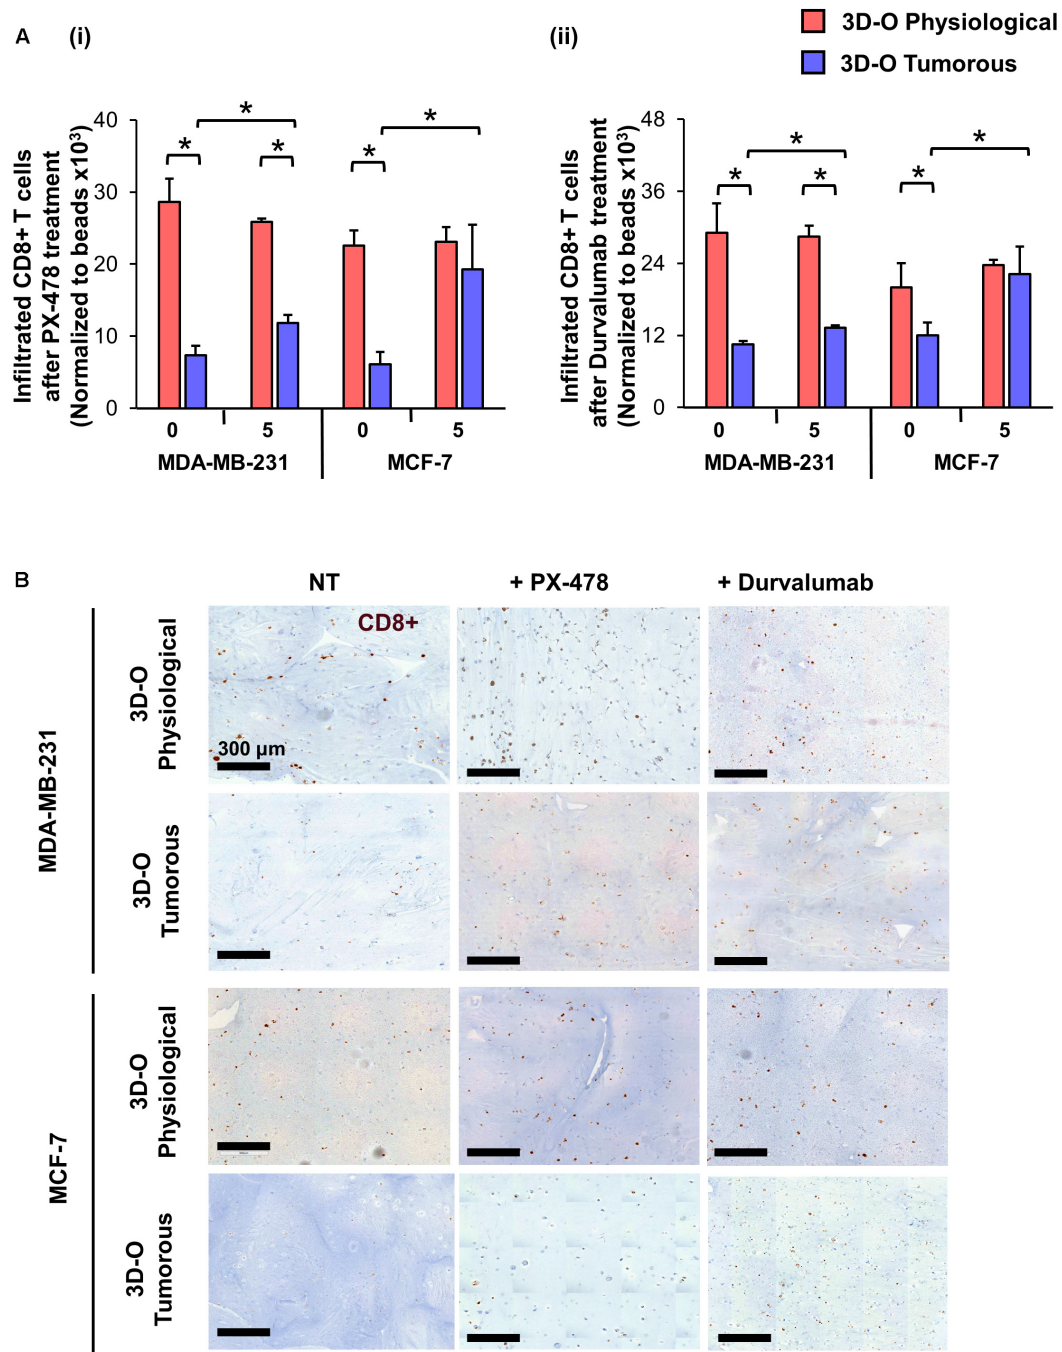 A (i) (ii)
3D-O Physiological
3D-O Tumorous
Infiltrated CD8+ T cells
after PX-478 treatment
(Normalized to beads x10³)
40
30
20
10
0
* * * * *
0 5 0 5
MDA-MB-231 MCF-7
Infiltrated CD8+ T cells
after Durvalumab treatment
(Normalized to beads x10³)
48
36
24
12
0
* * * * *
0 5 0 5
MDA-MB-231 MCF-7
B
NT + PX-478 + Durvalumab
MDA-MB-231
3D-O
Physiological
CD8+
300 µm
3D-O
Tumorous
MCF-7
3D-O
Physiological
3D-O
Tumorous